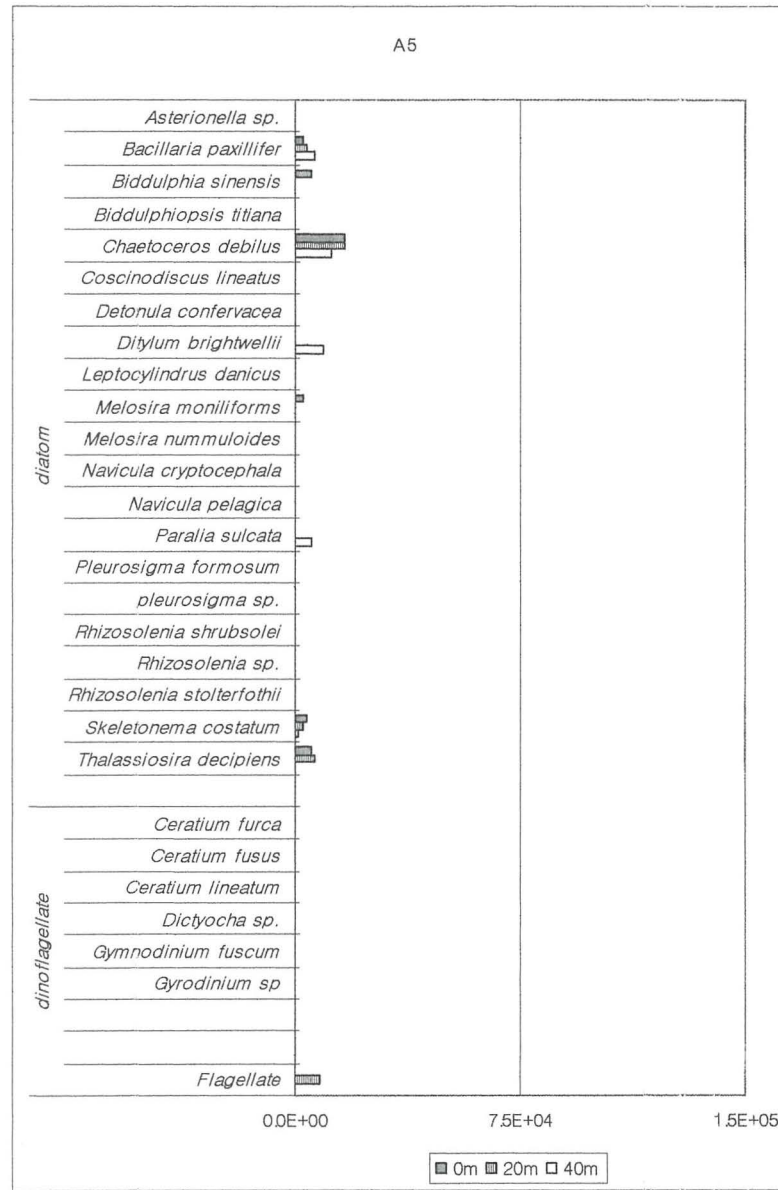 A5
Asterionella sp.
Bacillaria paxillifer
Biddulphia sinensis
Biddulphiopsis titiana
Chaetoceros debilus
Coscinodiscus lineatus
Detonula confervacea
Ditylum brightwellii
Leptocylindrus danicus
Melosira moniliforms
Melosira nummuloides
Navicula cryptocephala
Navicula pelagica
Paralia sulcata
Pleurosigma formosum
pleurosigma sp.
Rhizosolenia shrubsolei
Rhizosolenia sp.
Rhizosolenia stolterfothii
Skeletonema costatum
Thalassiosira decipiens
diatom
Ceratium furca
Ceratium fusus
Ceratium lineatum
Dictyocha sp.
Gymnodinium fuscum
Gyrodinium sp
dinoflagellate
Flagellate
0.0E+00 7.5E+04 1.5E+05
0m 20m 40m